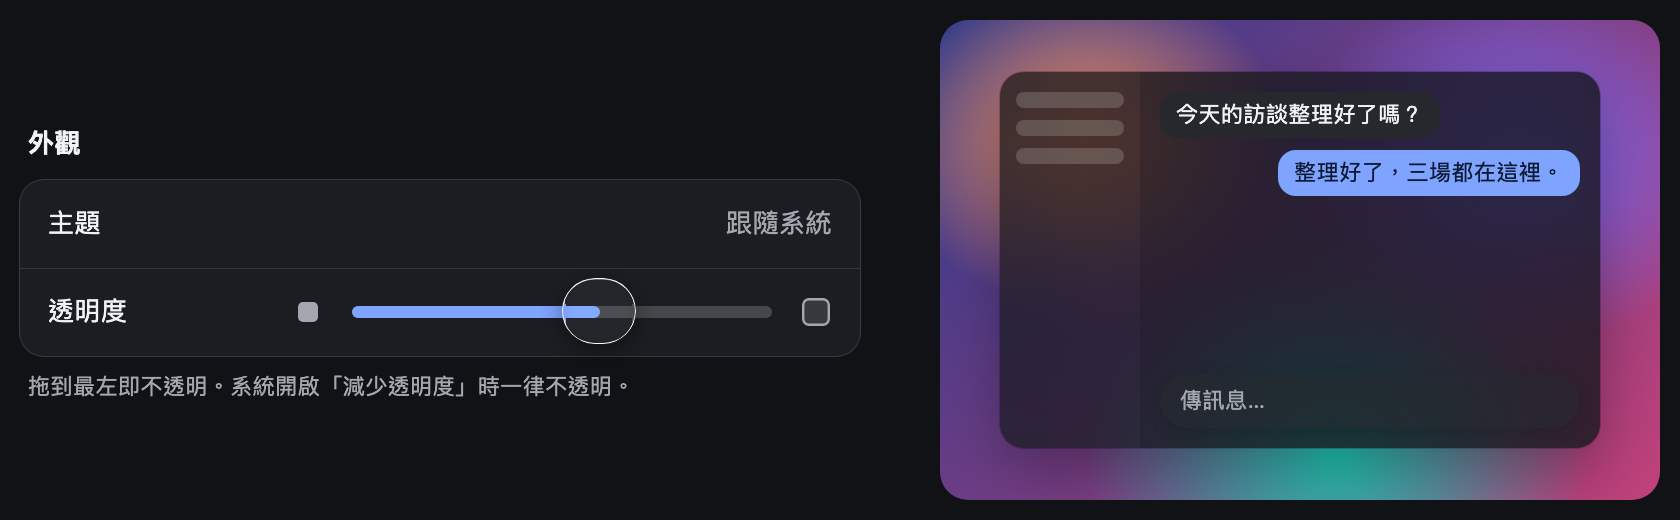 外觀
主題
跟隨系統
透明度
拖到最左即不透明。系統開啟「減少透明度」時一律不透明。
今天的訪談整理好了嗎？
整理好了，三場都在這裡。
傳訊息...